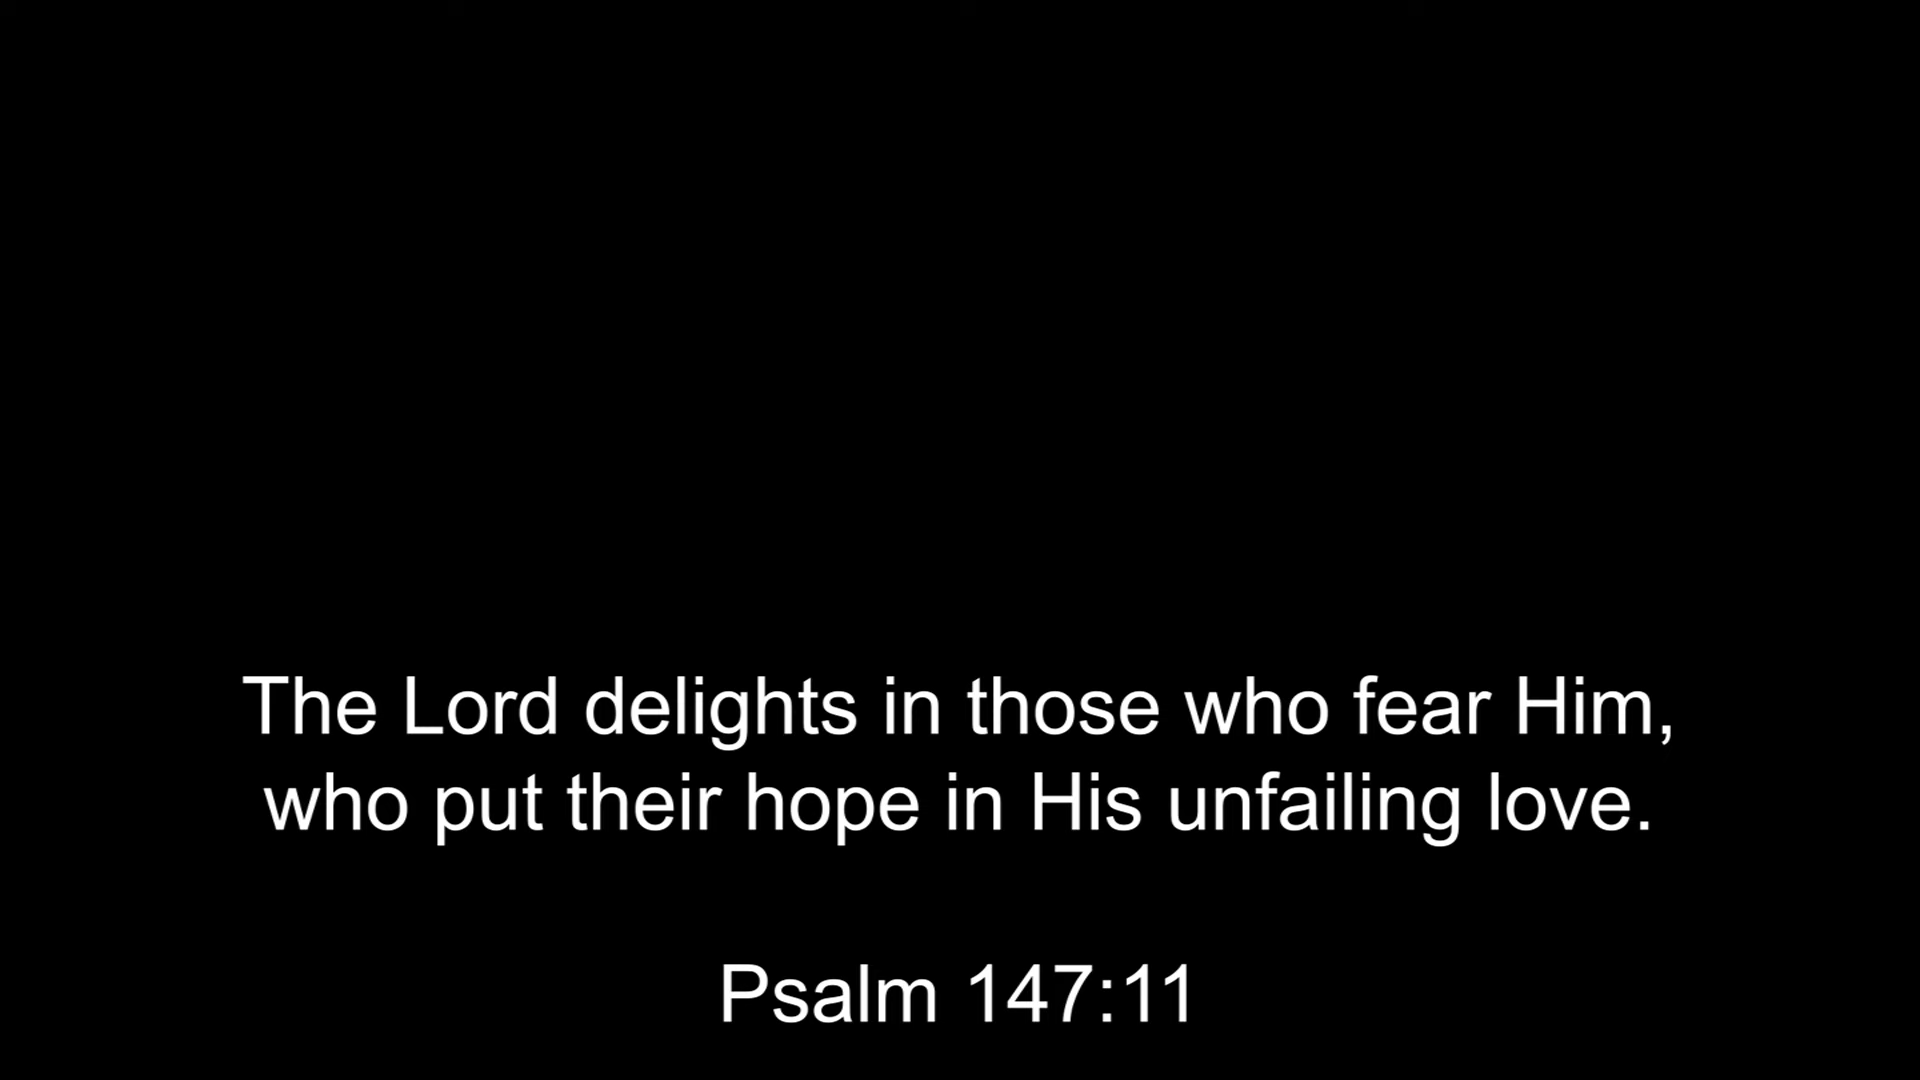 The Lord delights in those who fear Him,
who put their hope in His unfailing love.
Psalm 147:11